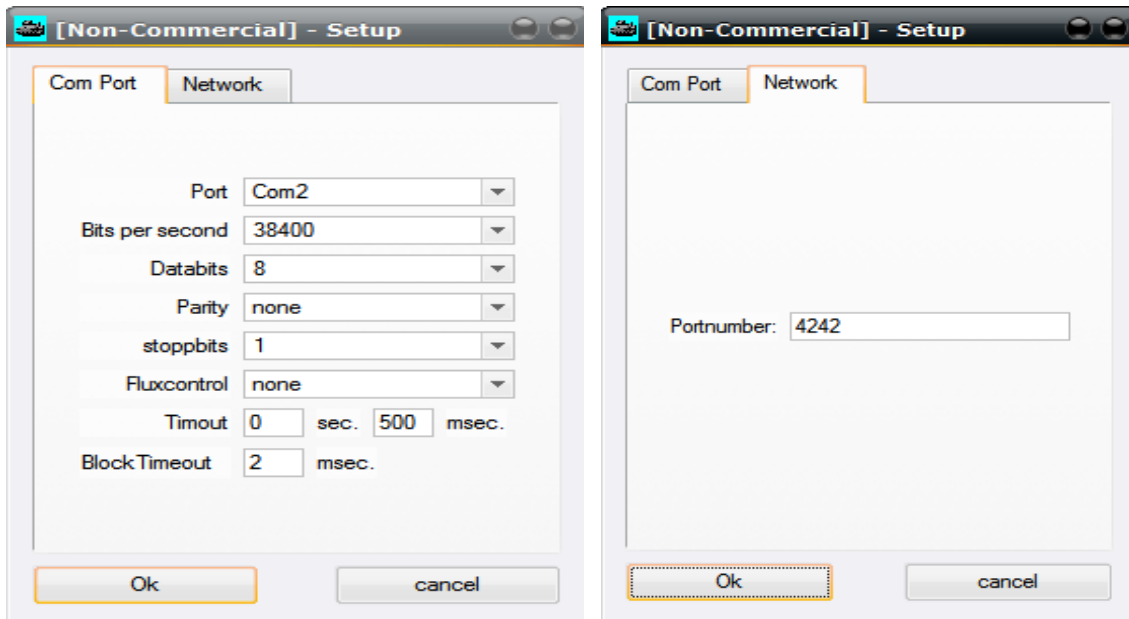 [Non-Commercial] - Setup
Com Port Network
Port Com2
Bits per second 38400
Databits 8
Parity none
stoppbits 1
Fluxcontrol none
Timout 0 sec. 500 msec.
BlockTimeout 2 msec.
Ok cancel
[Non-Commercial] - Setup
Com Port Network
Portnumber: 4242
Ok cancel